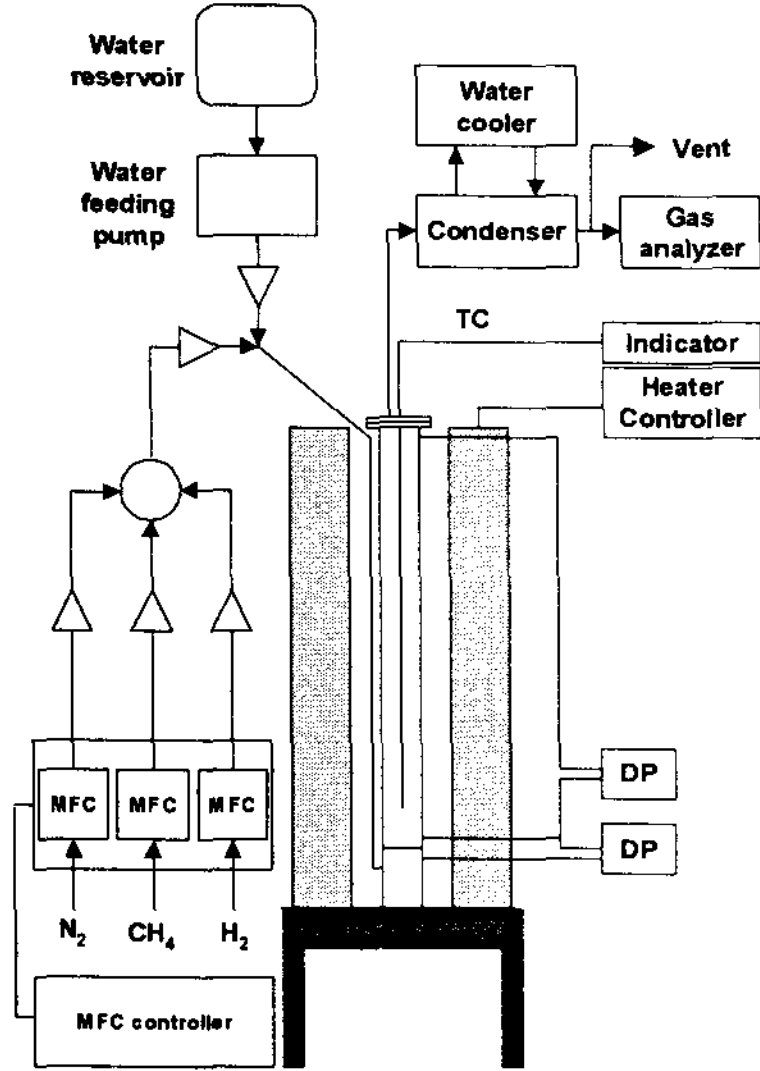 Water
reservoir
Water
cooler
Vent
Water
feeding
pump
Condenser
Gas
analyzer
TC
Indicator
Heater
Controller
DP
MFC
MFC
MFC
DP
N₂
CH₄
H₂
MFC controller